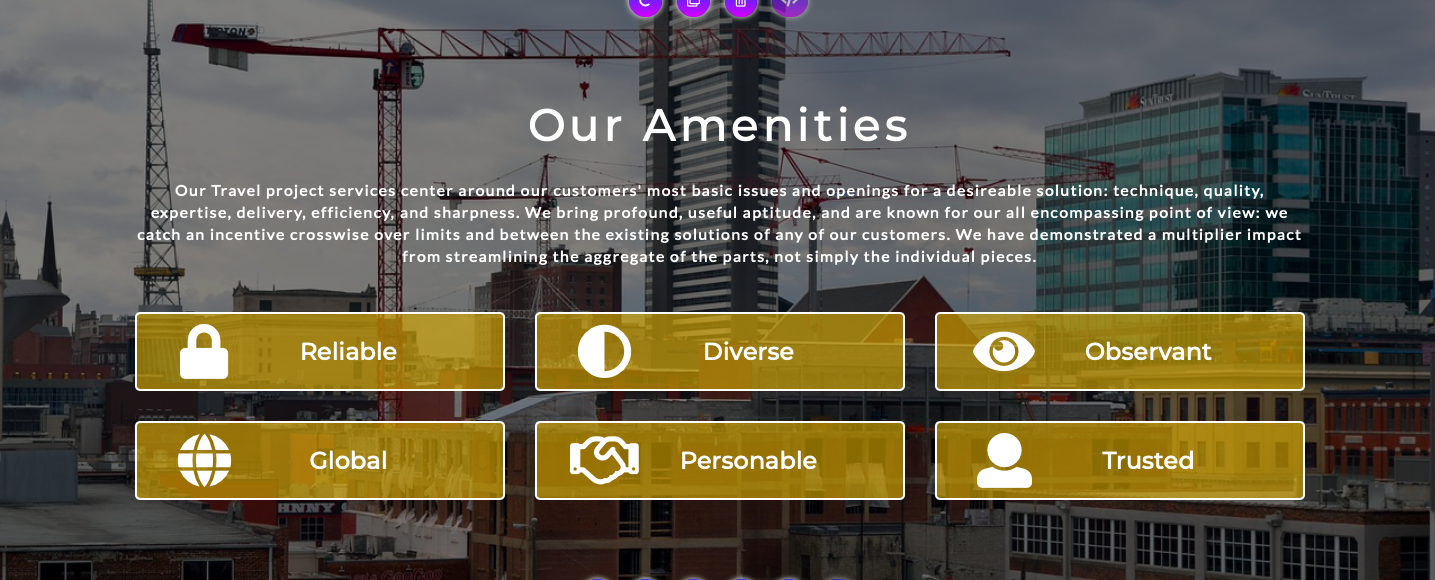 Our Amenities
Our Travel project services center around our customers' most basic issues and openings for a desireable solution: technique, quality,
expertise, delivery, efficiency, and sharpness. We bring profound, useful aptitude, and are known for our all encompassing point of view: we
catch an incentive crosswise over limits and between the existing solutions of any of our customers. We have demonstrated a multiplier impact
from streamlining the aggregate of the parts, not simply the individual pieces.
Reliable
Diverse
Observant
Global
Personable
Trusted
SunTrust
SunTrust